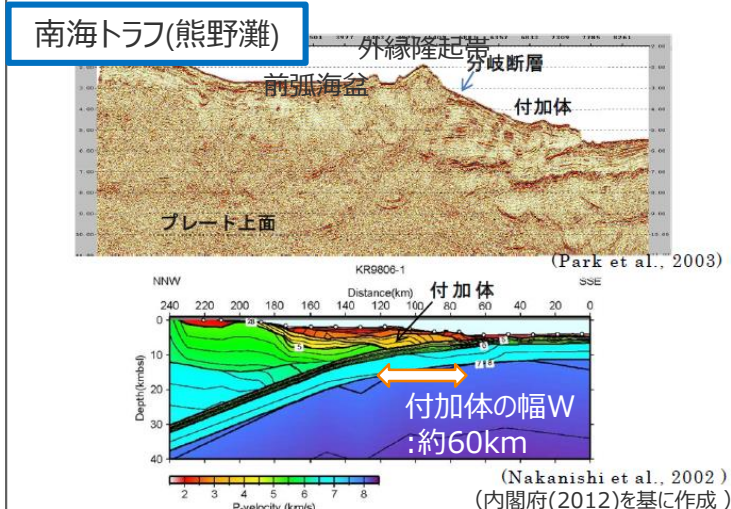 南海トラフ(熊野灘)
外縁隆起帯
分岐断層
前弧海盆
付加体
プレート上面
(Park et al., 2003)
KR9806-1
NNW
SSE
Distance(km)
付加体
240 220 200 180 160 140 120 100 80 60 40 20 0
0
10
20
30
40
Depth(kmbsl)
付加体の幅W
:約60km
2 3 4 5 6 7 8
P-velocity (km/s)
(Nakanishi et al., 2002 )
(内閣府(2012)を基に作成 )